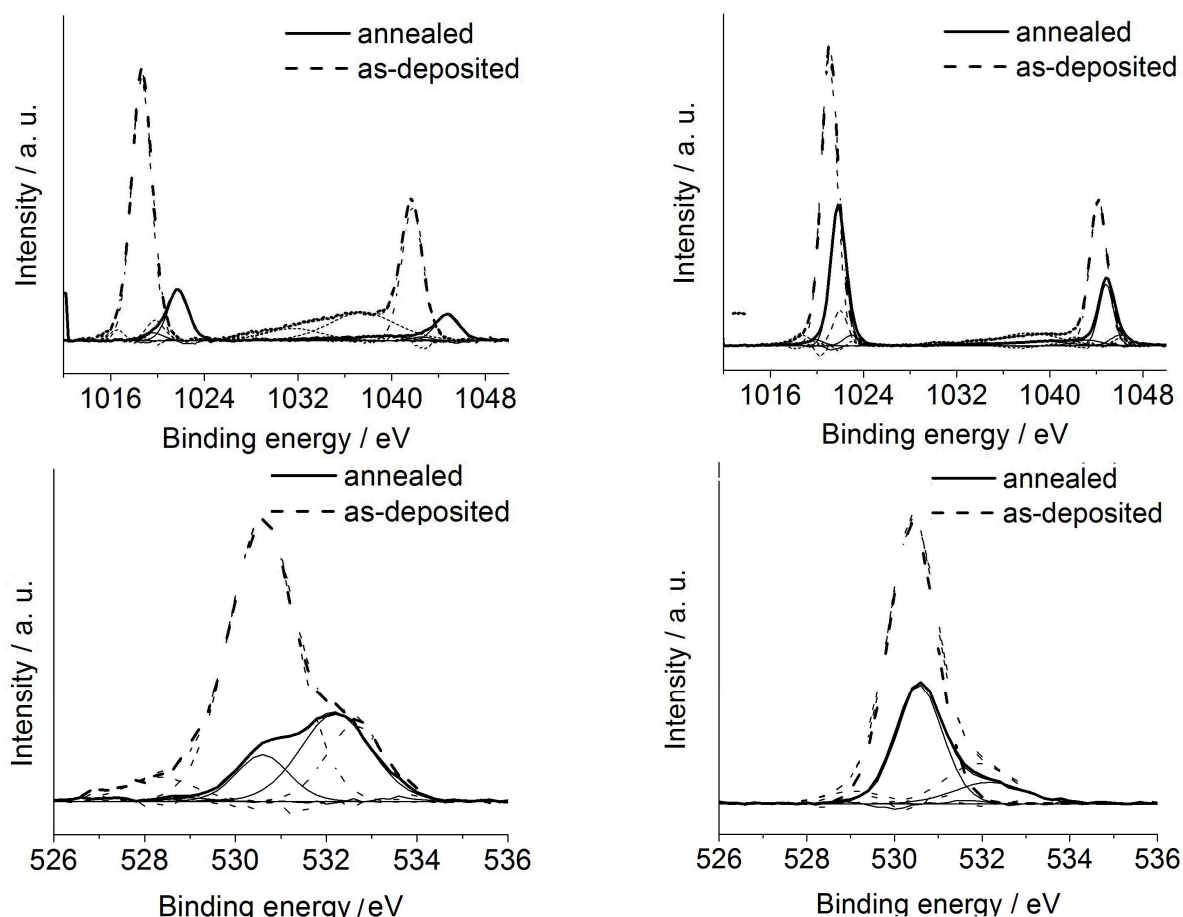 annealed
as-deposited
Intensity / a. u.
1016 1024 1032 1040 1048
Binding energy / eV
annealed
as-deposited
Intensity / a. u.
1016 1024 1032 1040 1048
Binding energy / eV
annealed
as-deposited
Intensity / a. u.
526 528 530 532 534 536
Binding energy / eV
annealed
as-deposited
Intensity / a. u.
526 528 530 532 534 536
Binding energy / eV